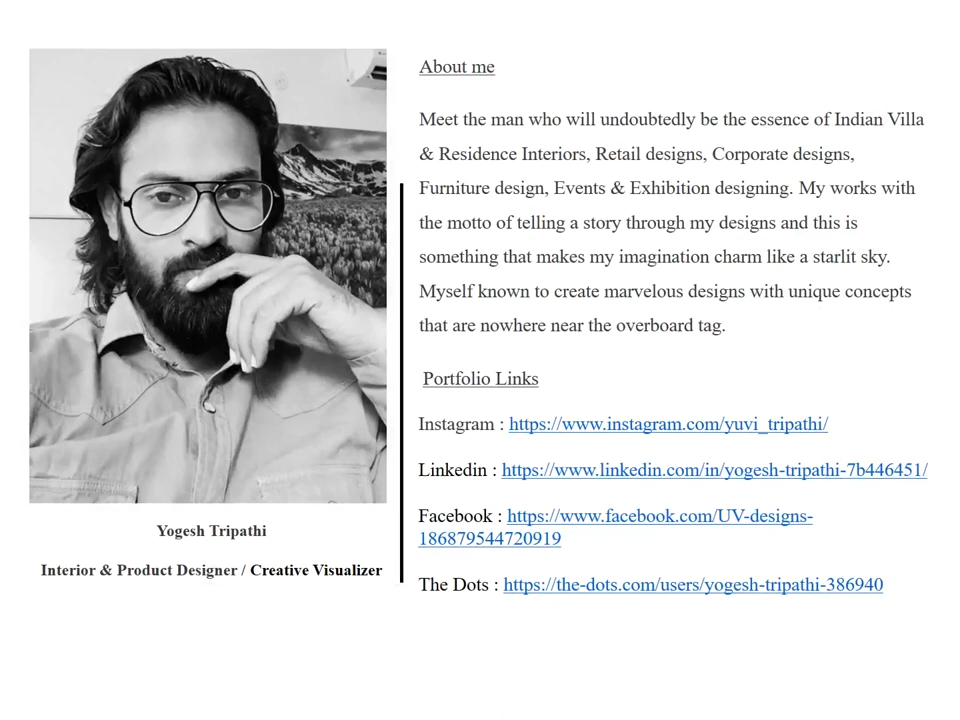 About me
Meet the man who will undoubtedly be the essence of Indian Villa
& Residence Interiors, Retail designs, Corporate designs,
Furniture design, Events & Exhibition designing. My works with
the motto of telling a story through my designs and this is
something that makes my imagination charm like a starlit sky.
Myself known to create marvelous designs with unique concepts
that are nowhere near the overboard tag.
Portfolio Links
Instagram : https://www.instagram.com/yuvi_tripathi/
Linkedin : https://www.linkedin.com/in/yogesh-tripathi-7b446451/
Facebook : https://www.facebook.com/UV-designs-
186879544720919
The Dots : https://the-dots.com/users/yogesh-tripathi-386940
Yogesh Tripathi
Interior & Product Designer / Creative Visualizer